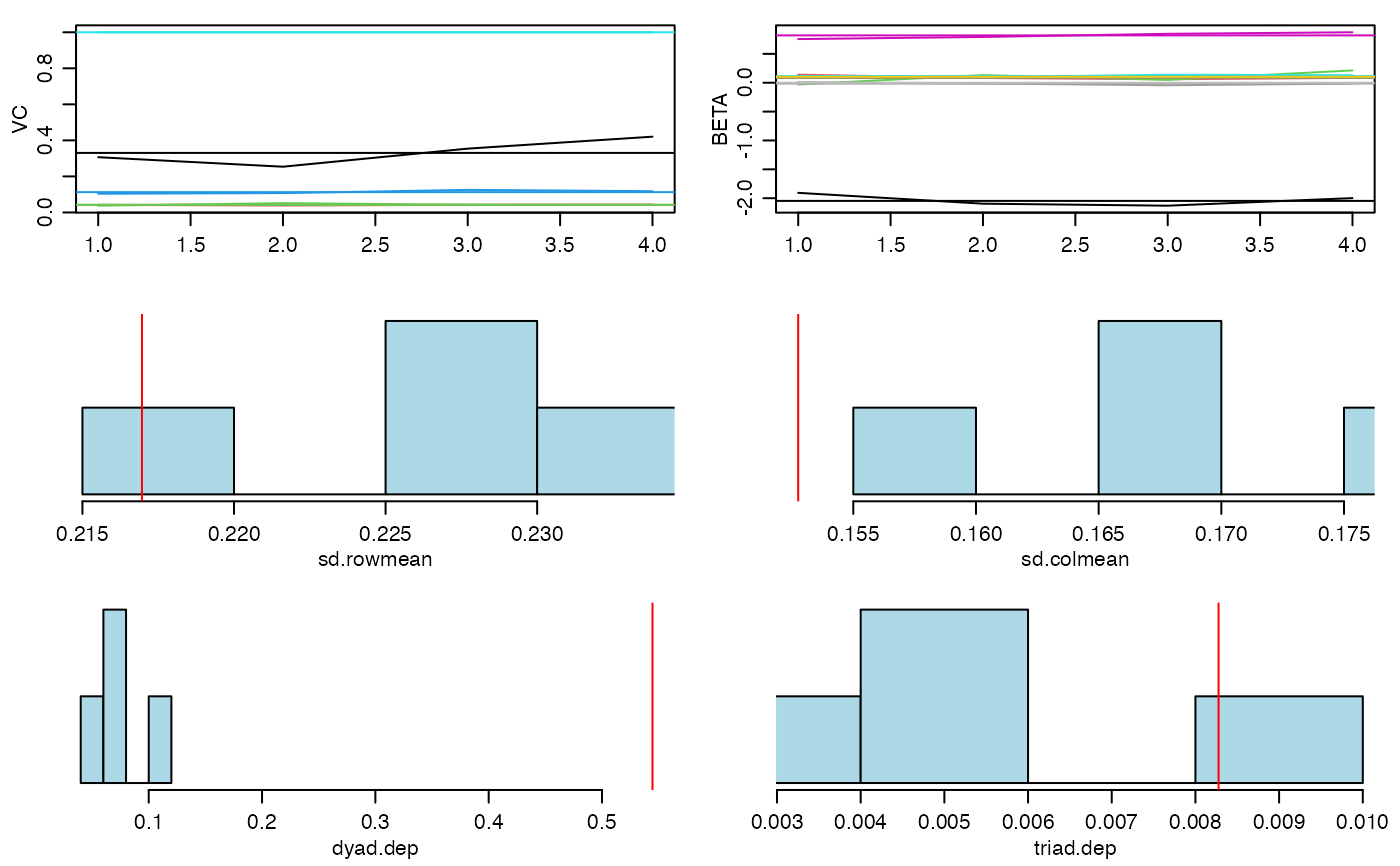 VC
0.0 0.4 0.8
1.0 1.5 2.0 2.5 3.0 3.5 4.0
BETA
-2.0 -1.0 0.0
1.0 1.5 2.0 2.5 3.0 3.5 4.0
0.215 0.220 0.225 0.230
sd.rowmean
0.155 0.160 0.165 0.170 0.175
sd.colmean
0.1 0.2 0.3 0.4 0.5
dyad.dep
0.003 0.004 0.005 0.006 0.007 0.008 0.009 0.010
triad.dep